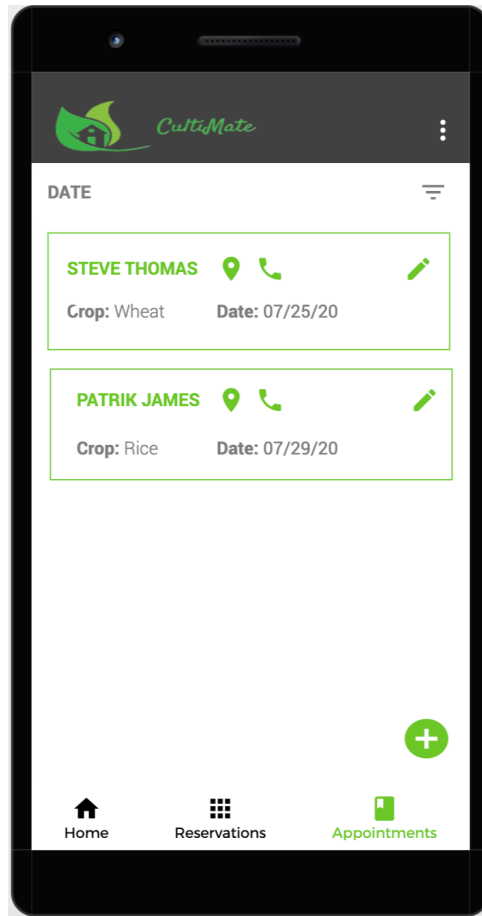 CultiMate
DATE
STEVE THOMAS
Crop: Wheat Date: 07/25/20
PATRIK JAMES
Crop: Rice Date: 07/29/20
Home Reservations Appointments